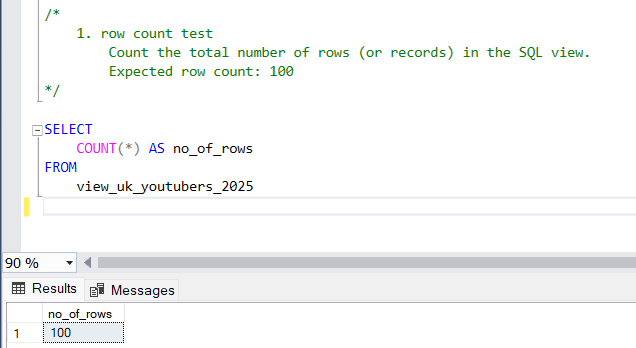 /*
1. row count test
Count the total number of rows (or records) in the SQL view.
Expected row count: 100
*/
SELECT
COUNT(*) AS no_of_rows
FROM
view_uk_youtubers_2025
90 %
Results Messages
no_of_rows
1 100